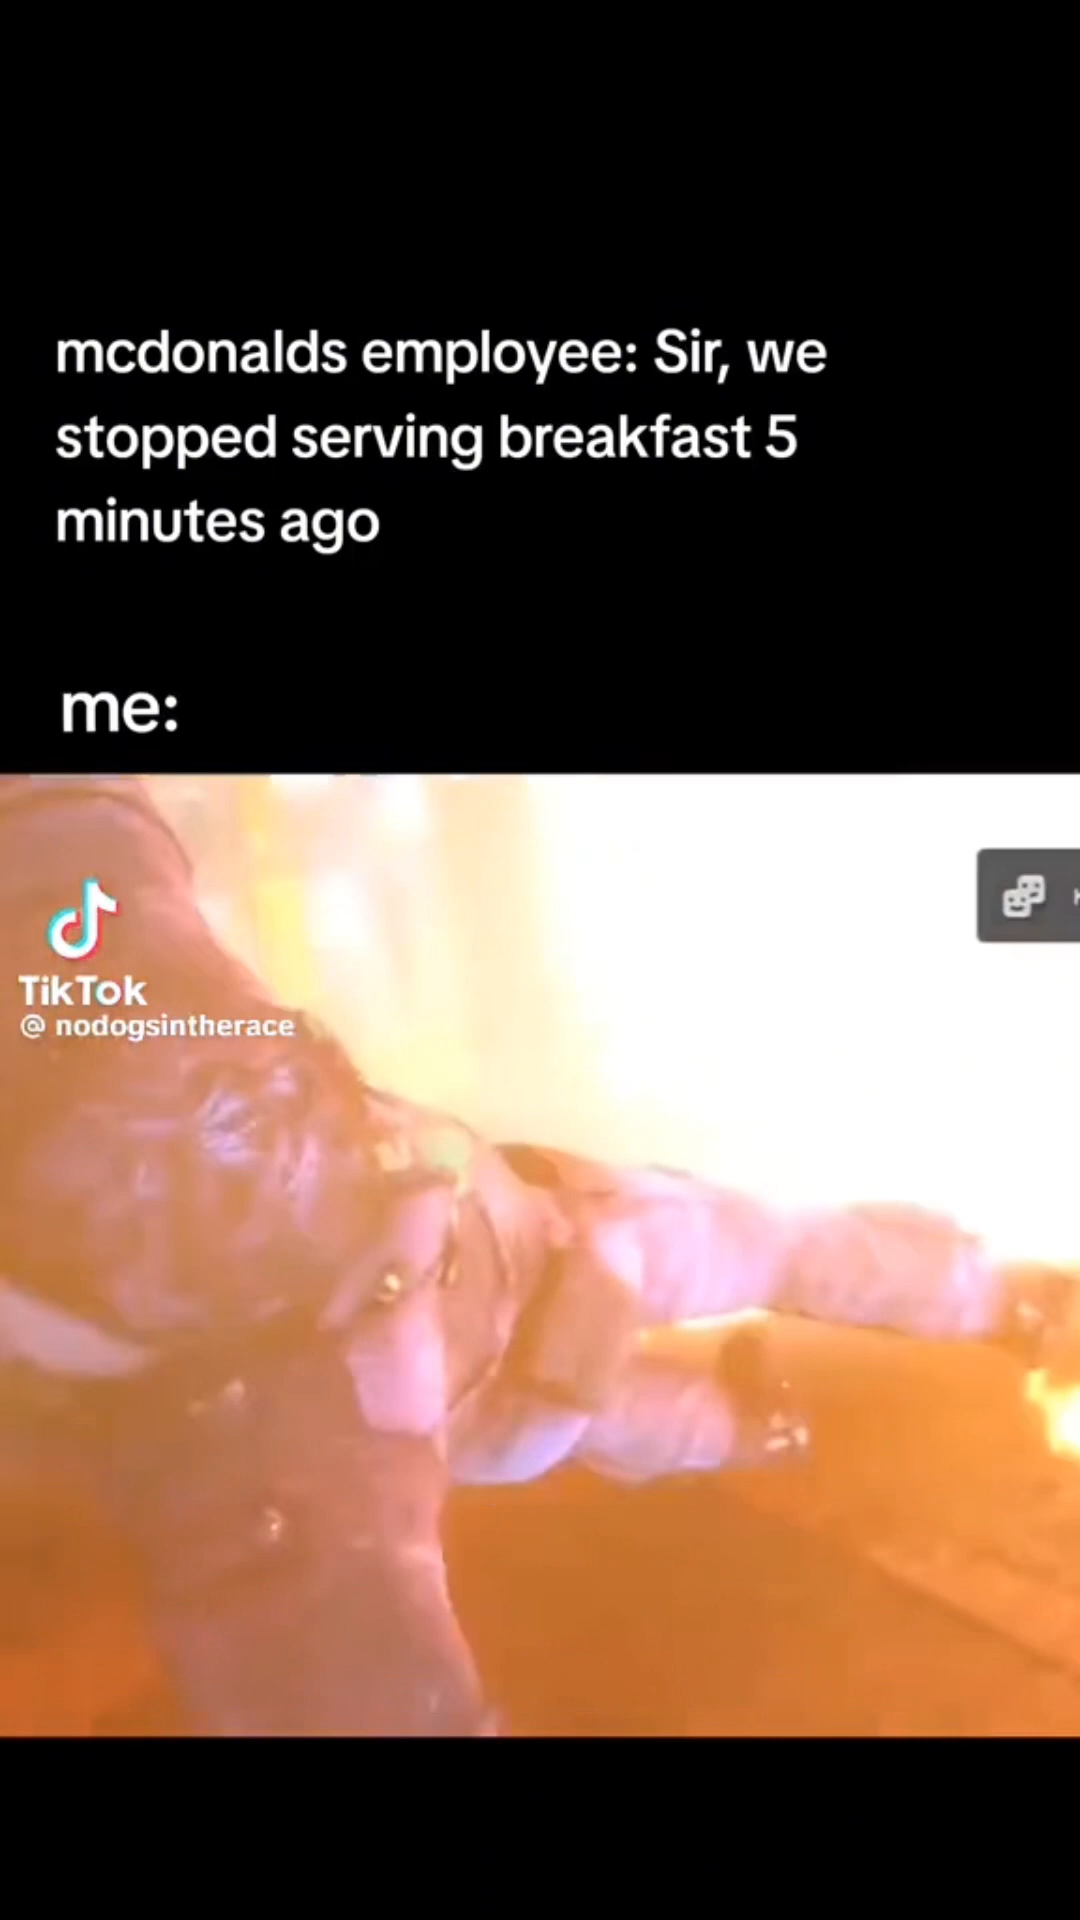 mcdonalds employee: Sir, we
stopped serving breakfast 5
minutes ago
me:
TikTok
@ nodogsintherace